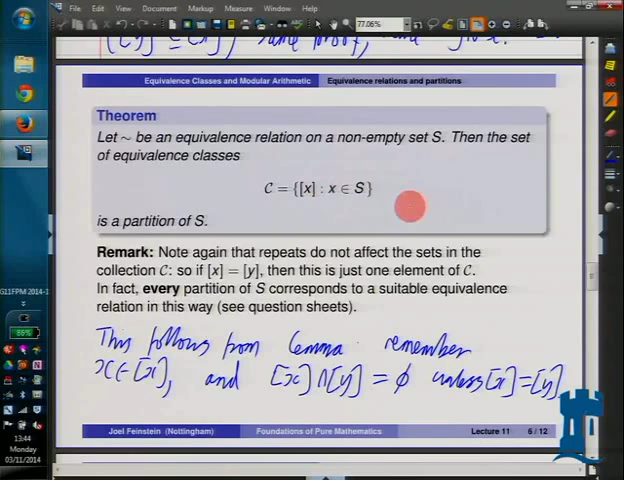 File Edit View Document Markup Message Window Help
77.06%
Equivalence Classes and Modular Arithmetic Equivalence relations and partitions
Theorem
Let ∼ be an equivalence relation on a non-empty set S. Then the set
of equivalence classes
C = {[x] : x ∈ S}
is a partition of S.
Remark: Note again that repeats do not affect the sets in the
collection C: so if [x] = [y], then this is just one element of C.
In fact, every partition of S corresponds to a suitable equivalence
relation in this way (see question sheets).
This follows from Lemma . remember
x ∈ [x], and [x] ∩ [y] = ϕ unless [x] = [y].
Joel Feinstein (Nottingham) Foundations of Pure Mathematics Lecture 11 6 / 12
G11FPM 2014-1
86%
13:44
Monday
03/11/2014